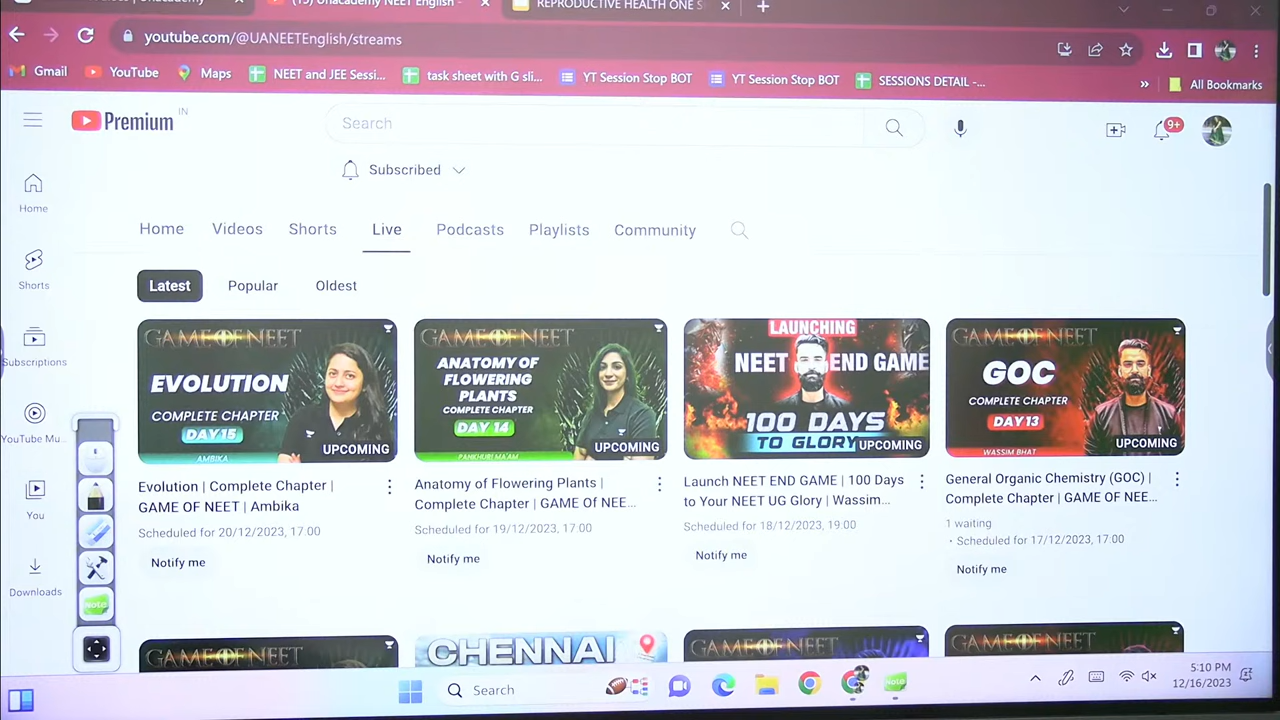 Unacademy NEET English -
REPRODUCTIVE HEALTH ONE S
youtube.com/@UANEETEnglish/streams
Gmail
YouTube
Maps
NEET and JEE Sessi...
task sheet with G sli...
YT Session Stop BOT
YT Session Stop BOT
SESSIONS DETAIL -...
»
All Bookmarks
Premium IN
Search
9+
Subscribed
Home
Videos
Shorts
Live
Podcasts
Playlists
Community
Latest
Popular
Oldest
Home
Shorts
Subscriptions
YouTube Mu...
You
Downloads
GAME OF NEET
EVOLUTION
COMPLETE CHAPTER
DAY 15
AMBIKA
UPCOMING
Evolution | Complete Chapter |
GAME OF NEET | Ambika
Scheduled for 20/12/2023, 17:00
Notify me
GAME OF NEET
ANATOMY OF
FLOWERING
PLANTS
COMPLETE CHAPTER
DAY 14
PANKHURI MA'AM
UPCOMING
Anatomy of Flowering Plants |
Complete Chapter | GAME Of NEE...
Scheduled for 19/12/2023, 17:00
Notify me
LAUNCHING
NEET END GAME
100 DAYS
TO GLORY
UPCOMING
Launch NEET END GAME | 100 Days
to Your NEET UG Glory | Wassim...
Scheduled for 18/12/2023, 19:00
Notify me
GAME OF NEET
GOC
COMPLETE CHAPTER
DAY 13
WASSIM BHAT
UPCOMING
General Organic Chemistry (GOC) |
Complete Chapter | GAME OF NEE...
1 waiting
• Scheduled for 17/12/2023, 17:00
Notify me
GAME OF NEET
CHENNAI
GAME OF NEET
GAME OF NEET
NOTE
Search
NOTE
5:10 PM
12/16/2023